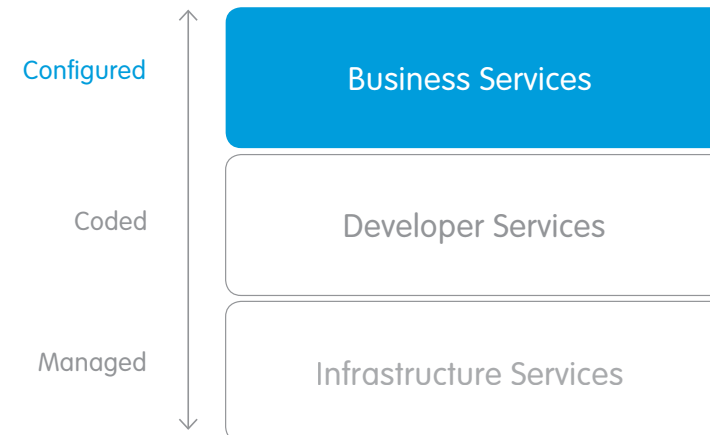 Configured
Business Services
Coded
Developer Services
Managed
Infrastructure Services